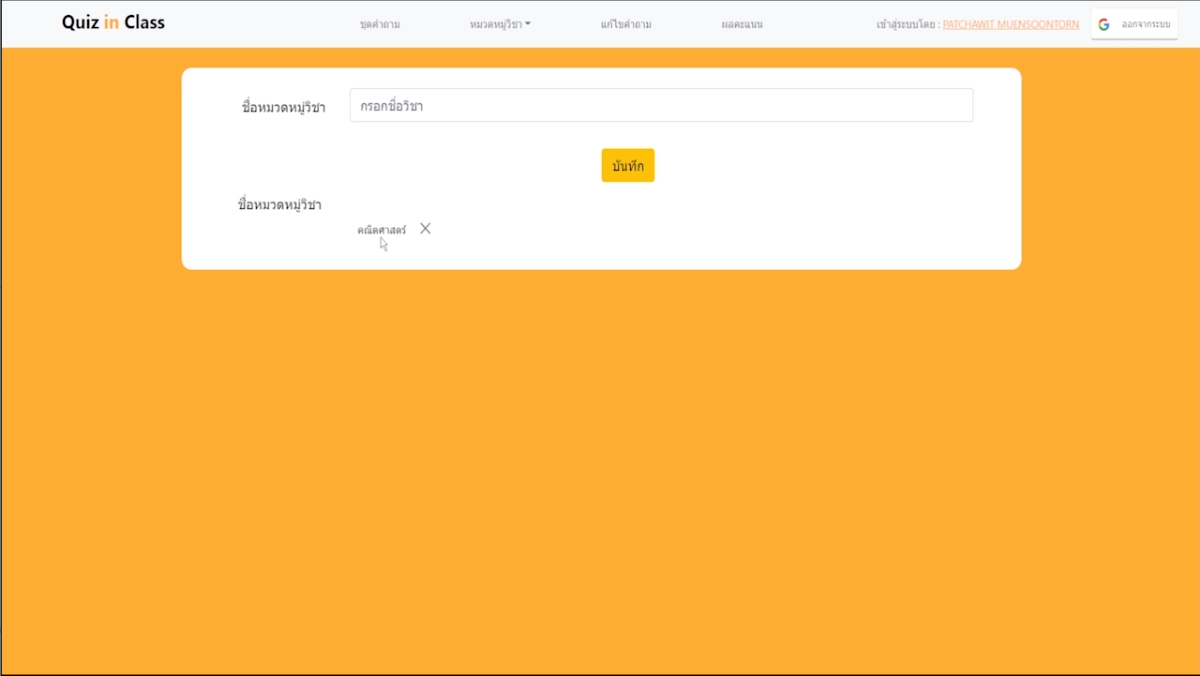 Quiz in Class ชุดคำถาม หมวดหมู่วิชา แก้ไขคำถาม ผลคะแนน เข้าสู่ระบบโดย : PATCHAWIT MUENSOONTORN ออกจากระบบ
ชื่อหมวดหมู่วิชา กรอกชื่อวิชา
บันทึก
ชื่อหมวดหมู่วิชา
คณิตศาสตร์